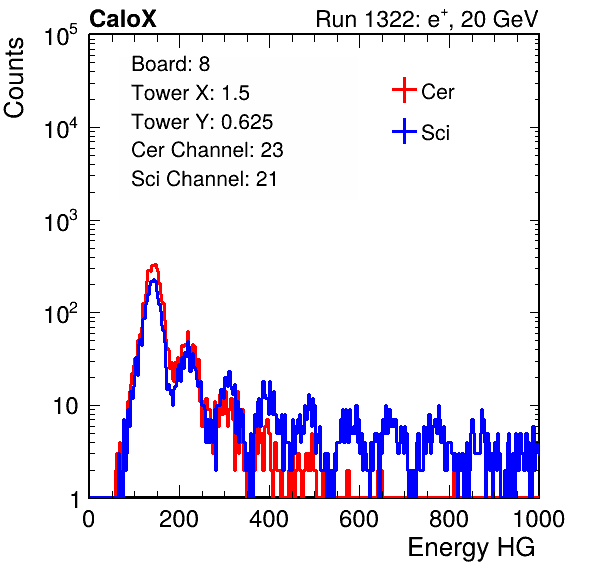 CaloX Run 1322: e⁺, 20 GeV
Counts
Board: 8
Tower X: 1.5
Tower Y: 0.625
Cer Channel: 23
Sci Channel: 21
Cer
Sci
10⁵
10⁴
10³
10²
10
1
0 200 400 600 800 1000
Energy HG